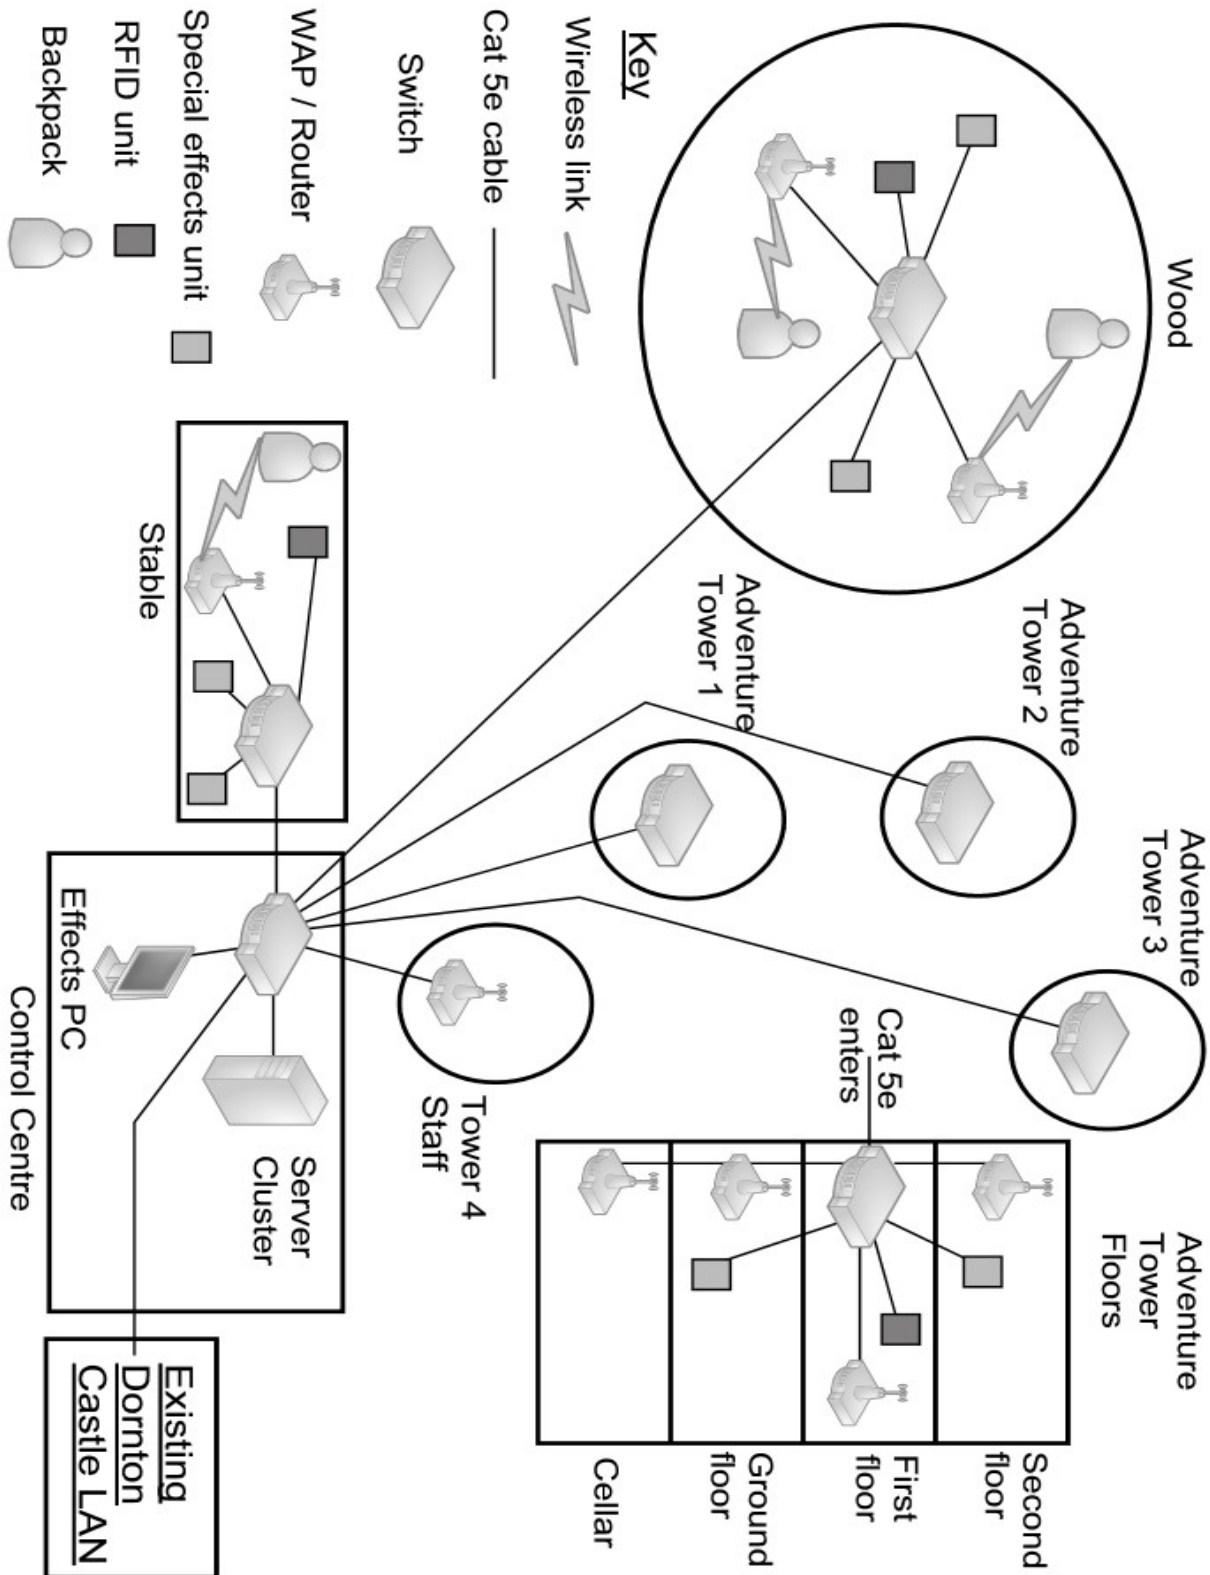 Wood
Adventure
Tower 2
Adventure
Tower 1
Adventure
Tower 3
Adventure
Tower
Floors
Cat 5e
enters
Second
floor
First
floor
Ground
floor
Cellar
Tower 4
Staff
Key
Wireless link
Cat 5e cable
Switch
WAP / Router
Special effects unit
RFID unit
Backpack
Stable
Effects PC
Server
Cluster
Control Centre
Existing
Dornton
Castle LAN